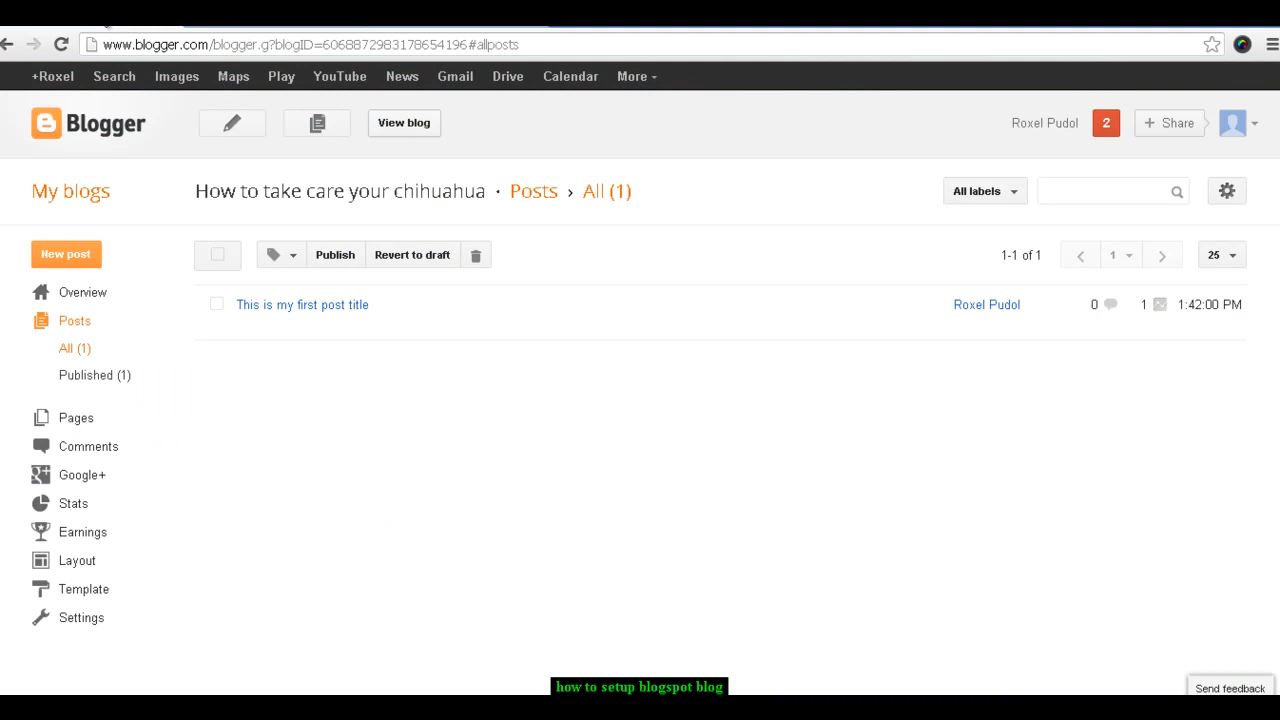 www.blogger.com/blogger.g?blogID=6068872983178654196#allposts
+Roxel Search Images Maps Play YouTube News Gmail Drive Calendar More
Blogger View blog Roxel Pudol 2 + Share
My blogs How to take care your chihuahua · Posts › All (1) All labels
New post Publish Revert to draft 1-1 of 1 1 25
Overview
This is my first post title Roxel Pudol 0 1 1:42:00 PM
Posts
All (1)
Published (1)
Pages
Comments
Google+
Stats
Earnings
Layout
Template
Settings
how to setup blogspot blog
Send feedback